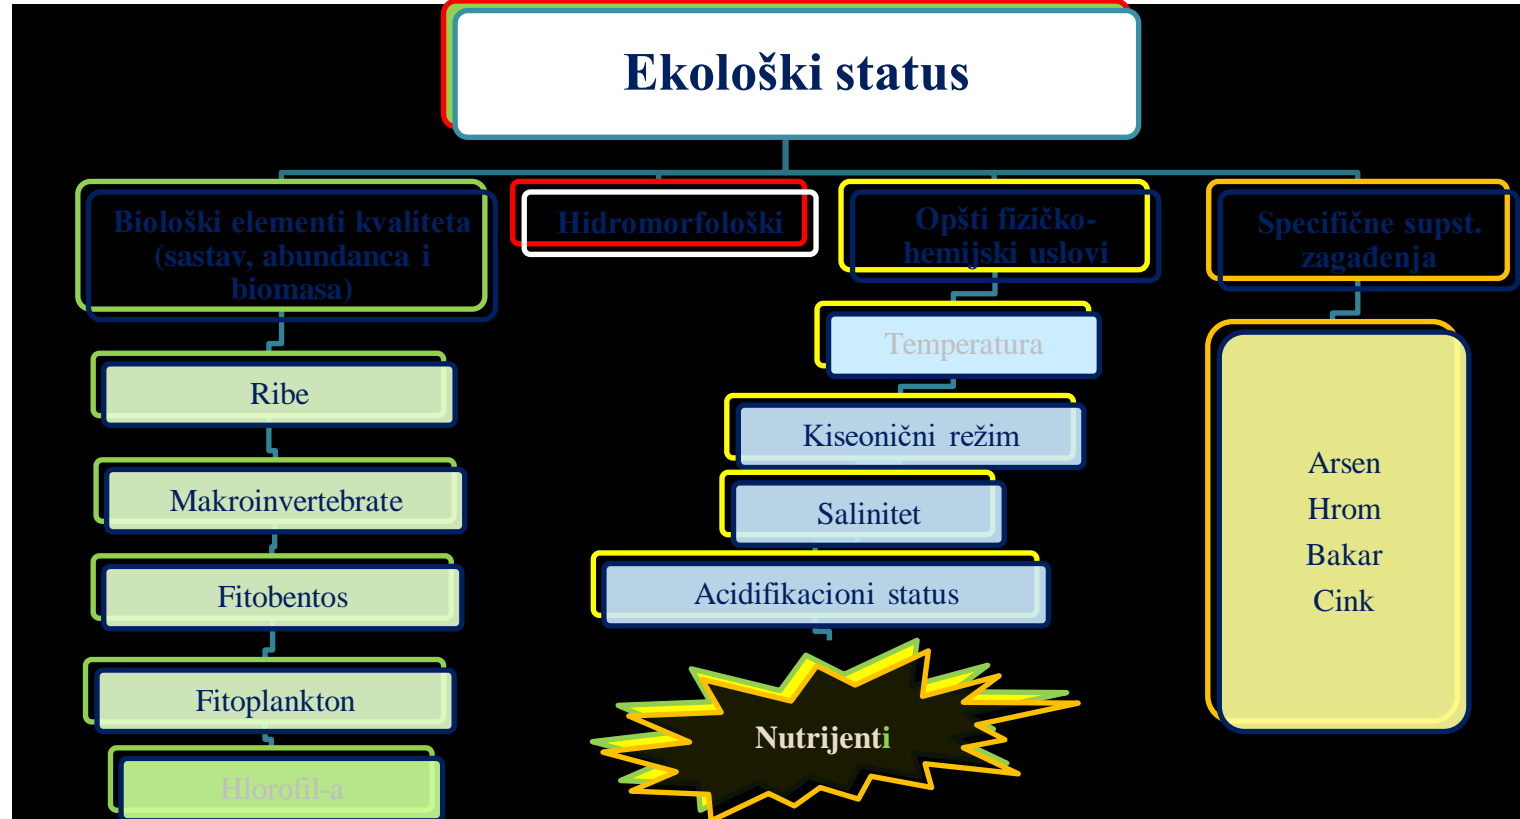 Ekološki status
Biološki elementi kvaliteta
(sastav, abundanca i
biomasa)
Ribe
Makroinvertebrate
Fitobentos
Fitoplankton
Hlorofil-a
Hidromorfološki
Opšti fizičko-
hemijski uslovi
Temperatura
Kiseonični režim
Salinitet
Acidifikacioni status
Nutrijenti
Specifične supst.
zagađenja
Arsen
Hrom
Bakar
Cink